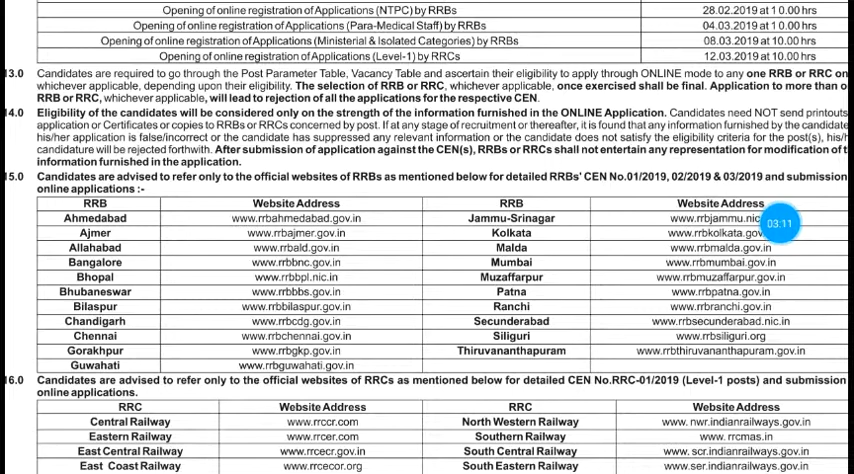 Opening of online registration of Applications (NTPC) by RRBs 28.02.2019 at 10.00 hrs
Opening of online registration of Applications (Para-Medical Staff) by RRBs 04.03.2019 at 10.00 hrs
Opening of online registration of Applications (Ministerial & Isolated Categories) by RRBs 08.03.2019 at 10.00 hrs
Opening of online registration of Applications (Level-1) by RRCs 12.03.2019 at 10.00 hrs
13.0 Candidates are required to go through the Post Parameter Table, Vacancy Table and ascertain their eligibility to apply through ONLINE mode to any one RRB or RRC on
whichever applicable, depending upon their eligibility. The selection of RRB or RRC, whichever applicable, once exercised shall be final. Application to more than o
RRB or RRC, whichever applicable, will lead to rejection of all the applications for the respective CEN.
14.0 Eligibility of the candidates will be considered only on the strength of the information furnished in the ONLINE Application. Candidates need NOT send printouts
application or Certificates or copies to RRBs or RRCs concerned by post. If at any stage of recruitment or thereafter, it is found that any information furnished by the candidate
his/her application is false/incorrect or the candidate has suppressed any relevant information or the candidate does not satisfy the eligibility criteria for the post(s), his/h
candidature will be rejected forthwith. After submission of application against the CEN(s), RRBs or RRCs shall not entertain any representation for modification of t
information furnished in the application.
15.0 Candidates are advised to refer only to the official websites of RRBs as mentioned below for detailed RRBs' CEN No.01/2019, 02/2019 & 03/2019 and submission
online applications :-
RRB Website Address RRB Website Address
Ahmedabad www.rrbahmedabad.gov.in Jammu-Srinagar www.rrbjammu.nic
Ajmer www.rrbajmer.gov.in Kolkata www.rrbkolkata.gov
03:11
Allahabad www.rrbald.gov.in Malda www.rrbmalda.gov.in
Bangalore www.rrbbnc.gov.in Mumbai www.rrbmumbai.gov.in
Bhopal www.rrbbpl.nic.in Muzaffarpur www.rrbmuzaffarpur.gov.in
Bhubaneswar www.rrbbbs.gov.in Patna www.rrbpatna.gov.in
Bilaspur www.rrbbilaspur.gov.in Ranchi www.rrbranchi.gov.in
Chandigarh www.rrbcdg.gov.in Secunderabad www.rrbsecunderabad.nic.in
Chennai www.rrbchennai.gov.in Siliguri www.rrbsiliguri.org
Gorakhpur www.rrbgkp.gov.in Thiruvananthapuram www.rrbthiruvananthapuram.gov.in
Guwahati www.rrbguwahati.gov.in
16.0 Candidates are advised to refer only to the official websites of RRCs as mentioned below for detailed CEN No.RRC-01/2019 (Level-1 posts) and submission
online applications.
RRC Website Address RRC Website Address
Central Railway www.rrccr.com North Western Railway www. nwr.indianrailways.gov.in
Eastern Railway www.rrcer.com Southern Railway www. rrcmas.in
East Central Railway www.rrcecr.gov.in South Central Railway www. scr.indianrailways.gov.in
East Coast Railway www.rrcecor.org South Eastern Railway www.ser.indianrailways.gov.in